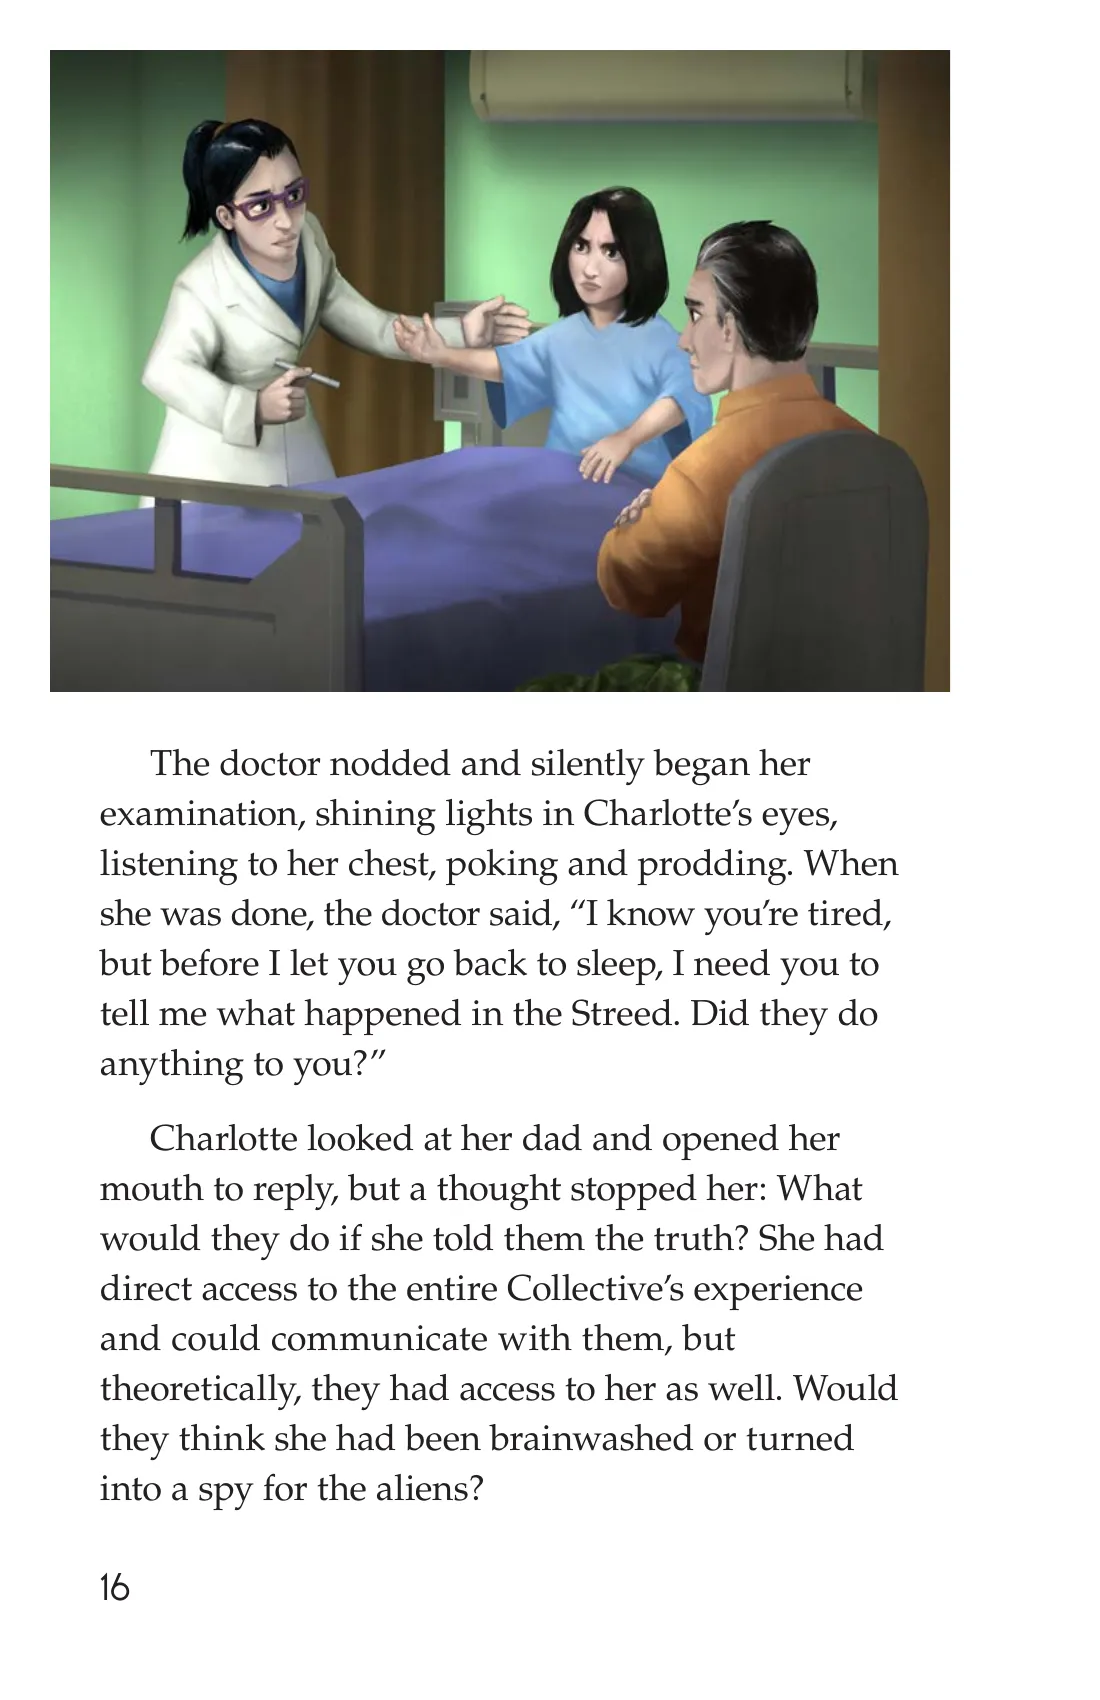 The doctor nodded and silently began her
examination, shining lights in Charlotte’s eyes,
listening to her chest, poking and prodding. When
she was done, the doctor said, “I know you’re tired,
but before I let you go back to sleep, I need you to
tell me what happened in the Streed. Did they do
anything to you?”
Charlotte looked at her dad and opened her
mouth to reply, but a thought stopped her: What
would they do if she told them the truth? She had
direct access to the entire Collective’s experience
and could communicate with them, but
theoretically, they had access to her as well. Would
they think she had been brainwashed or turned
into a spy for the aliens?
16